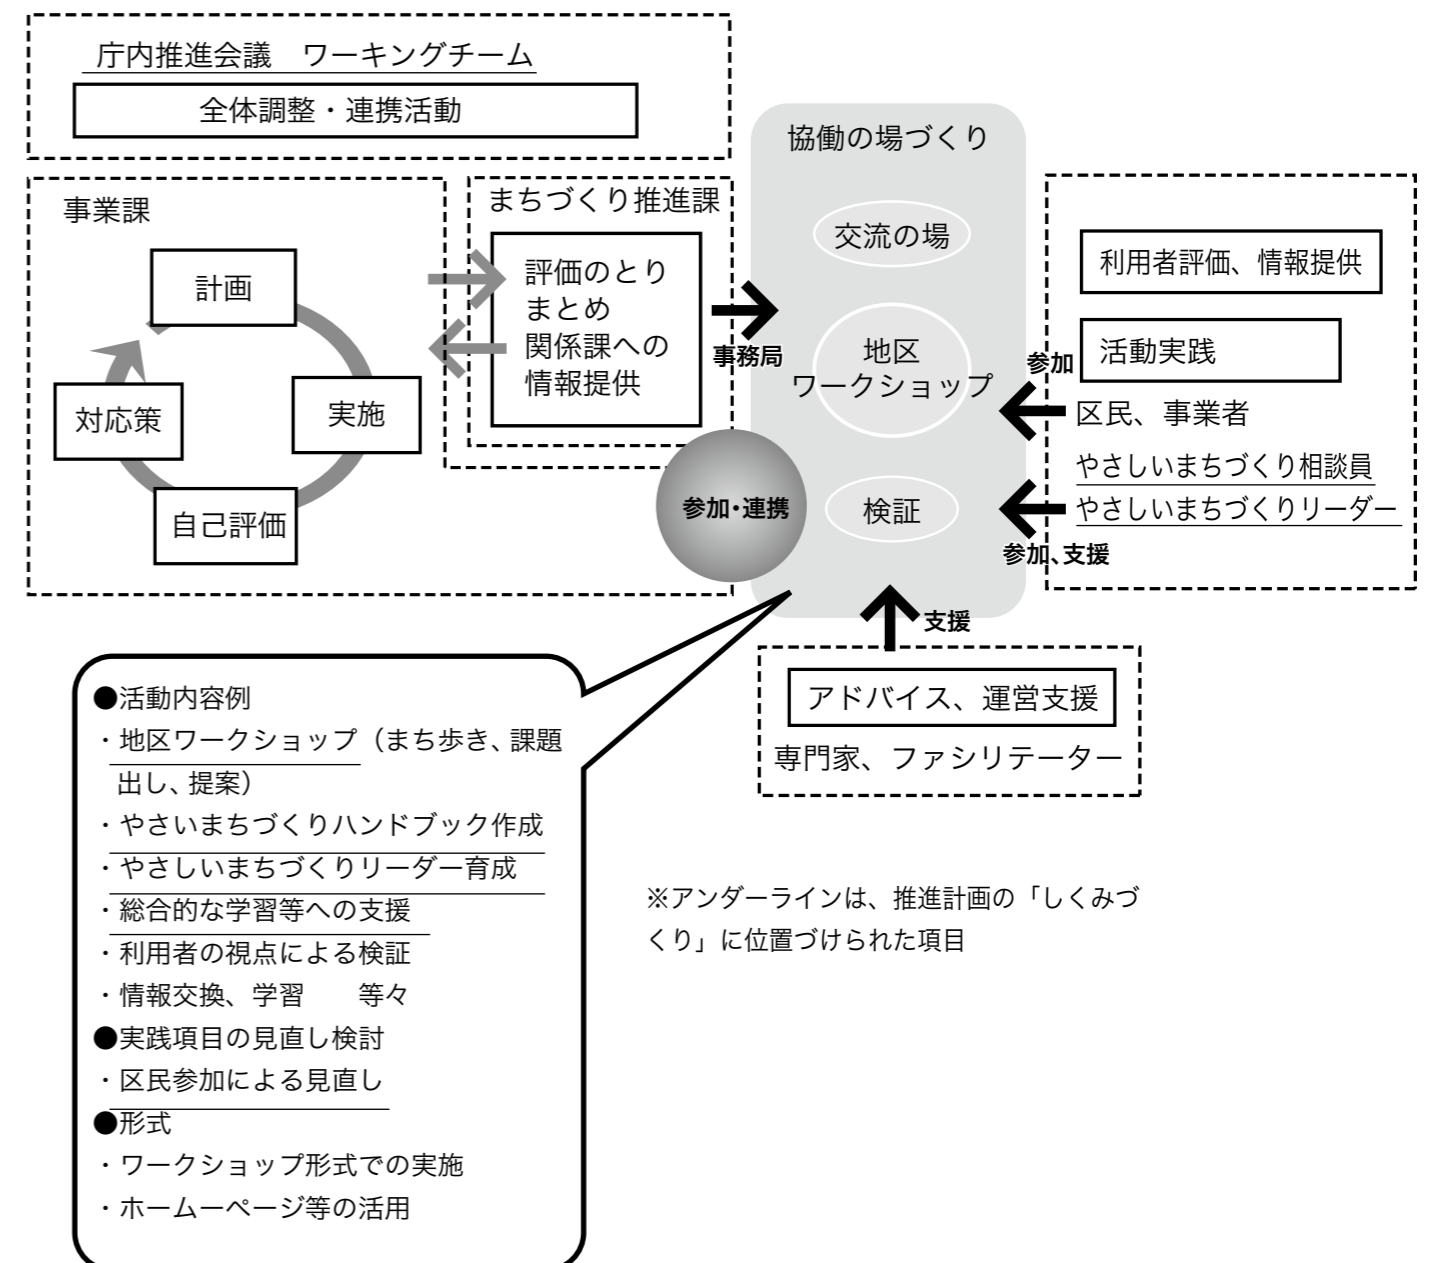 庁内推進会議　ワーキングチーム
全体調整・連携活動
事業課
計画
実施
自己評価
対応策
まちづくり推進課
評価のとり
まとめ
関係課への
情報提供
事務局
参加・連携
協働の場づくり
交流の場
地区
ワークショップ
検証
利用者評価、情報提供
活動実践
参加
区民、事業者
やさしいまちづくり相談員
やさしいまちづくりリーダー
参加、支援
支援
アドバイス、運営支援
専門家、ファシリテーター
●活動内容例
・地区ワークショップ（まち歩き、課題
出し、提案）
・やさいまちづくりハンドブック作成
・やさしいまちづくりリーダー育成
・総合的な学習等への支援
・利用者の視点による検証
・情報交換、学習　　等々
●実践項目の見直し検討
・区民参加による見直し
●形式
・ワークショップ形式での実施
・ホームーページ等の活用
※アンダーラインは、推進計画の「しくみづ
くり」に位置づけられた項目